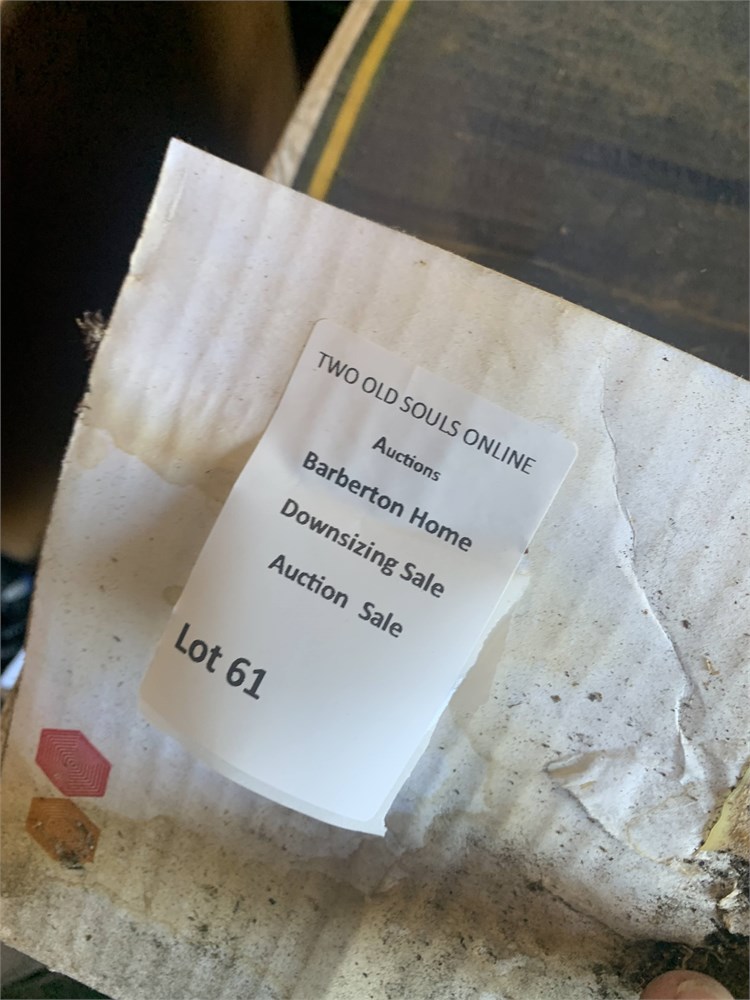 TWO OLD SOULS ONLINE
Auctions
Barberton Home
Downsizing Sale
Auction Sale
Lot 61